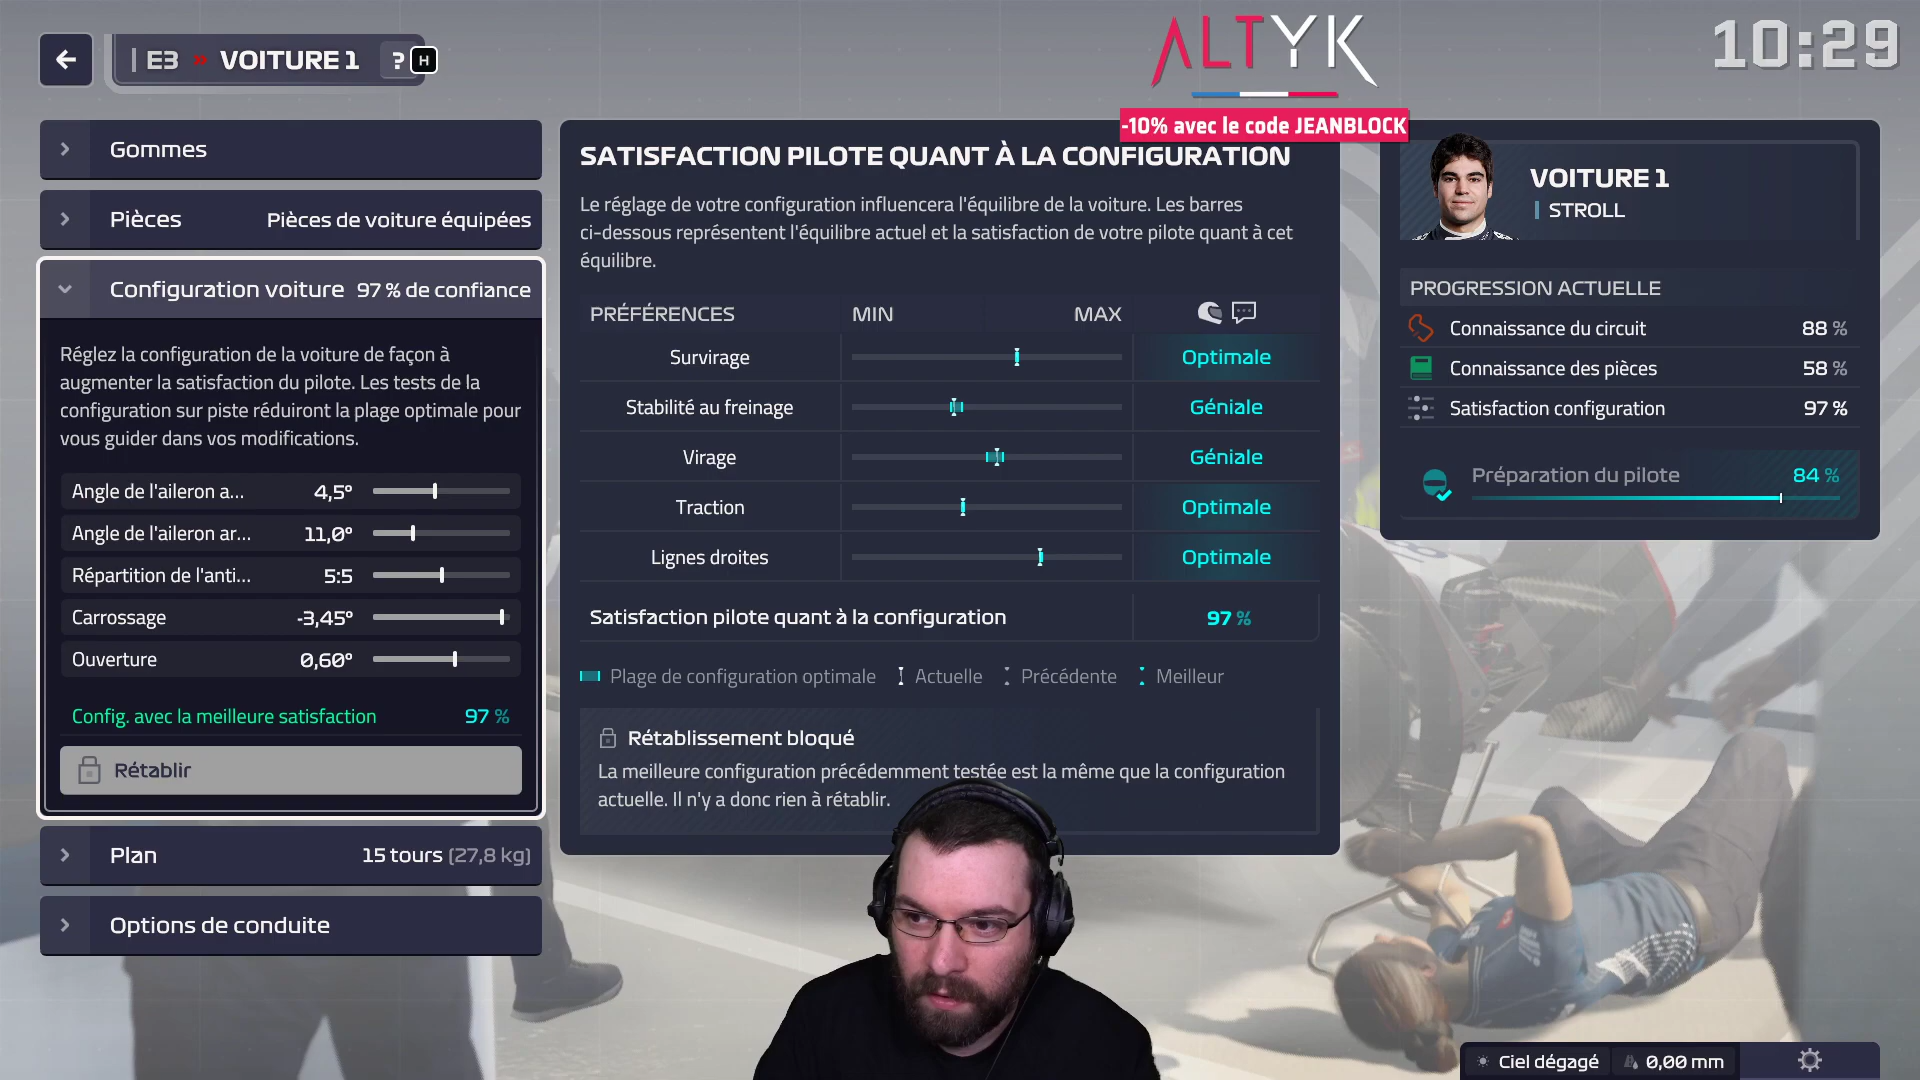 E3 » VOITURE 1 ? H
ALTYK
-10% avec le code JEANBLOCK
10:29
Gommes
Pièces Pièces de voiture équipées
Configuration voiture 97 % de confiance
Réglez la configuration de la voiture de façon à
augmenter la satisfaction du pilote. Les tests de la
configuration sur piste réduiront la plage optimale pour
vous guider dans vos modifications.
Angle de l'aileron a... 4,5°
Angle de l'aileron ar... 11,0°
Répartition de l'anti... 5:5
Carrossage -3,45°
Ouverture 0,60°
Config. avec la meilleure satisfaction 97 %
Rétablir
Plan 15 tours (27,8 kg)
Options de conduite
SATISFACTION PILOTE QUANT À LA CONFIGURATION
Le réglage de votre configuration influencera l'équilibre de la voiture. Les barres
ci-dessous représentent l'équilibre actuel et la satisfaction de votre pilote quant à cet
équilibre.
PRÉFÉRENCES MIN MAX
Survirage Optimale
Stabilité au freinage Géniale
Virage Géniale
Traction Optimale
Lignes droites Optimale
Satisfaction pilote quant à la configuration 97 %
Plage de configuration optimale Actuelle Précédente Meilleur
Rétablissement bloqué
La meilleure configuration précédemment testée est la même que la configuration
actuelle. Il n'y a donc rien à rétablir.
VOITURE 1
STROLL
PROGRESSION ACTUELLE
Connaissance du circuit 88 %
Connaissance des pièces 58 %
Satisfaction configuration 97 %
Préparation du pilote 84 %
Ciel dégagé 0,00 mm